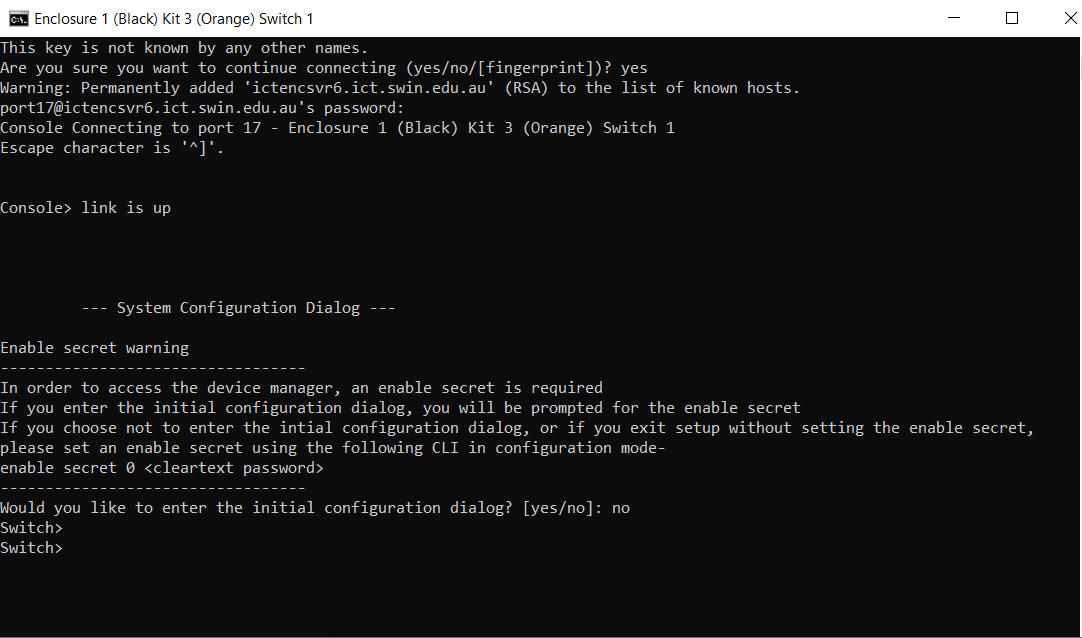 Enclosure 1 (Black) Kit 3 (Orange) Switch 1
This key is not known by any other names.
Are you sure you want to continue connecting (yes/no/[fingerprint])? yes
Warning: Permanently added 'ictencsvr6.ict.swin.edu.au' (RSA) to the list of known hosts.
port17@ictencsvr6.ict.swin.edu.au's password:
Console Connecting to port 17 - Enclosure 1 (Black) Kit 3 (Orange) Switch 1
Escape character is '^]'.
Console> link is up
--- System Configuration Dialog ---
Enable secret warning
----------------------------------
In order to access the device manager, an enable secret is required
If you enter the initial configuration dialog, you will be prompted for the enable secret
If you choose not to enter the intial configuration dialog, or if you exit setup without setting the enable secret,
please set an enable secret using the following CLI in configuration mode-
enable secret 0 <cleartext password>
----------------------------------
Would you like to enter the initial configuration dialog? [yes/no]: no
Switch>
Switch>